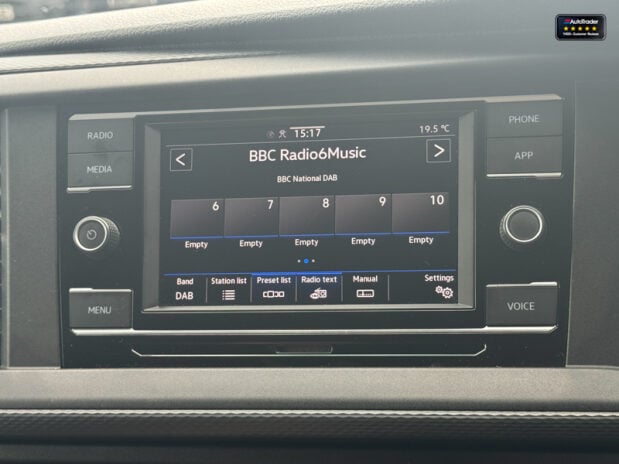 AutoTrader
RADIO
MEDIA
MENU
PHONE
APP
VOICE
15:17
19.5 °C
<
BBC Radio6Music
>
BBC National DAB
6 7 8 9 10
Empty Empty Empty Empty Empty
Band Station list Preset list Radio text Manual Settings
DAB